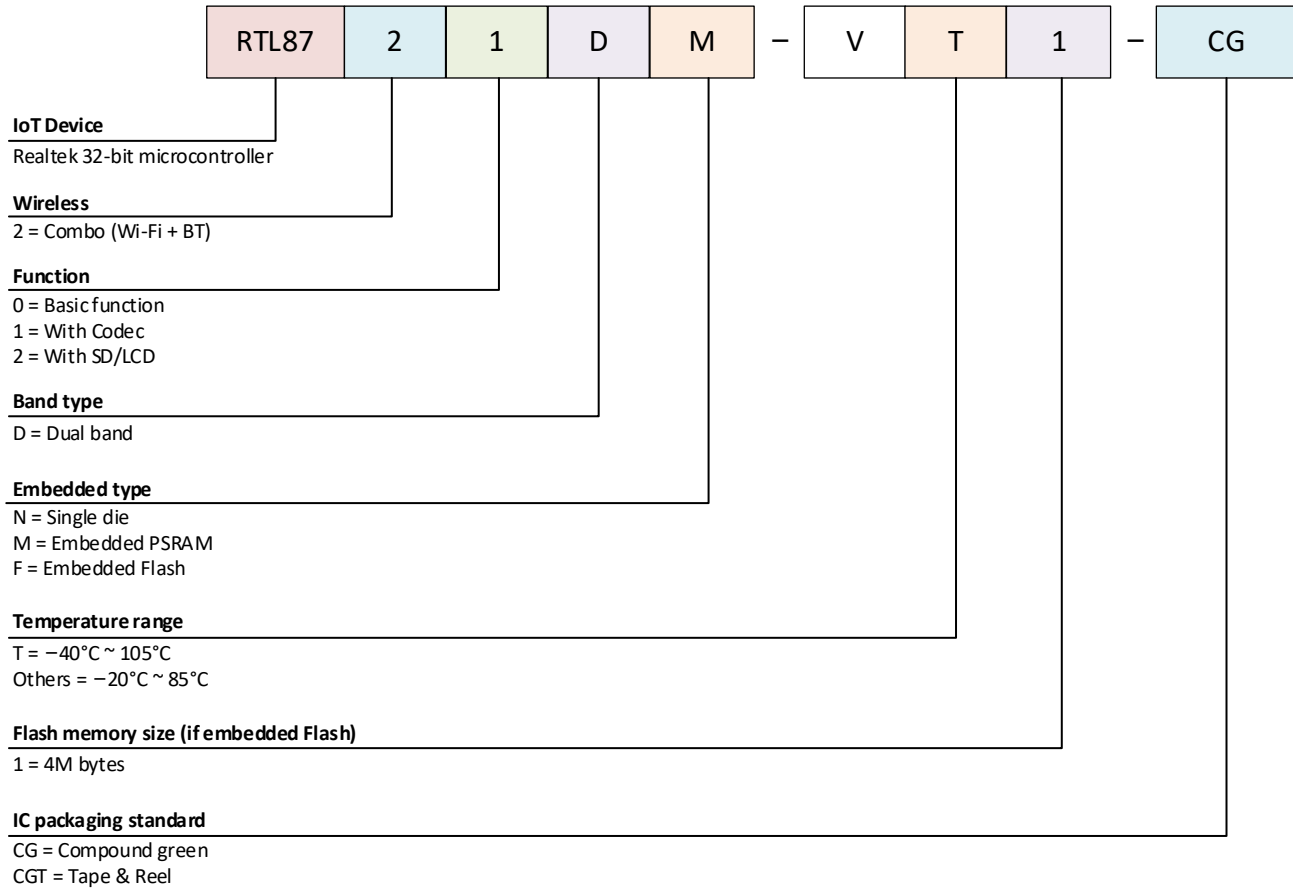 RTL87 2 1 D M – V T 1 – CG
IoT Device
Realtek 32-bit microcontroller
Wireless
2 = Combo (Wi-Fi + BT)
Function
0 = Basic function
1 = With Codec
2 = With SD/LCD
Band type
D = Dual band
Embedded type
N = Single die
M = Embedded PSRAM
F = Embedded Flash
Temperature range
T = −40°C ~ 105°C
Others = −20°C ~ 85°C
Flash memory size (if embedded Flash)
1 = 4M bytes
IC packaging standard
CG = Compound green
CGT = Tape & Reel